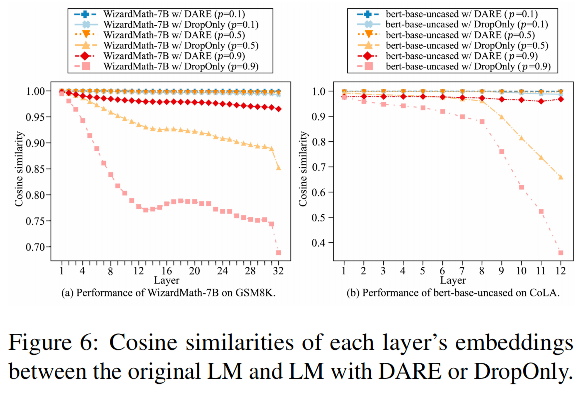 WizardMath-7B w/ DARE (p=0.1)
WizardMath-7B w/ DropOnly (p=0.1)
WizardMath-7B w/ DARE (p=0.5)
WizardMath-7B w/ DropOnly (p=0.5)
WizardMath-7B w/ DARE (p=0.9)
WizardMath-7B w/ DropOnly (p=0.9)
Cosine similarity
1.00
0.95
0.90
0.85
0.80
0.75
0.70
1 4 8 12 16 20 24 28 32
Layer
(a) Performance of WizardMath-7B on GSM8K.
bert-base-uncased w/ DARE (p=0.1)
bert-base-uncased w/ DropOnly (p=0.1)
bert-base-uncased w/ DARE (p=0.5)
bert-base-uncased w/ DropOnly (p=0.5)
bert-base-uncased w/ DARE (p=0.9)
bert-base-uncased w/ DropOnly (p=0.9)
Cosine similarity
1.0
0.9
0.8
0.7
0.6
0.5
0.4
1 2 3 4 5 6 7 8 9 10 11 12
Layer
(b) Performance of bert-base-uncased on CoLA.
Figure 6: Cosine similarities of each layer's embeddings
between the original LM and LM with DARE or DropOnly.